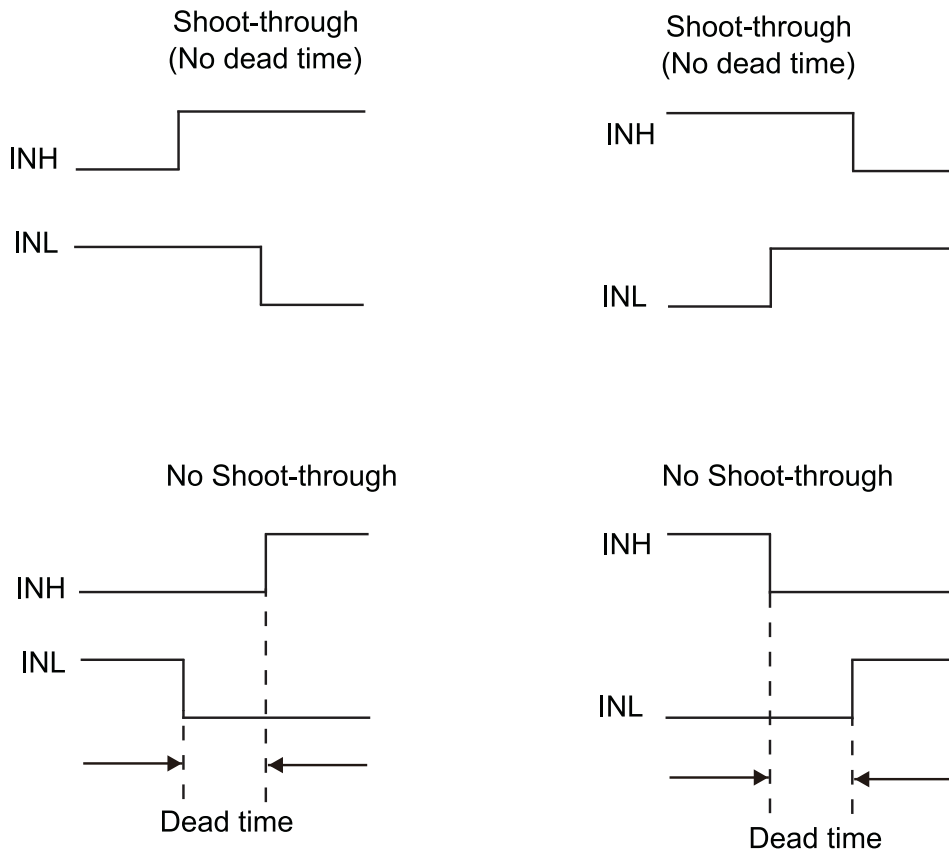 Shoot-through
(No dead time)
INH
INL
Shoot-through
(No dead time)
INH
INL
No Shoot-through
INH
INL
Dead time
No Shoot-through
INH
INL
Dead time